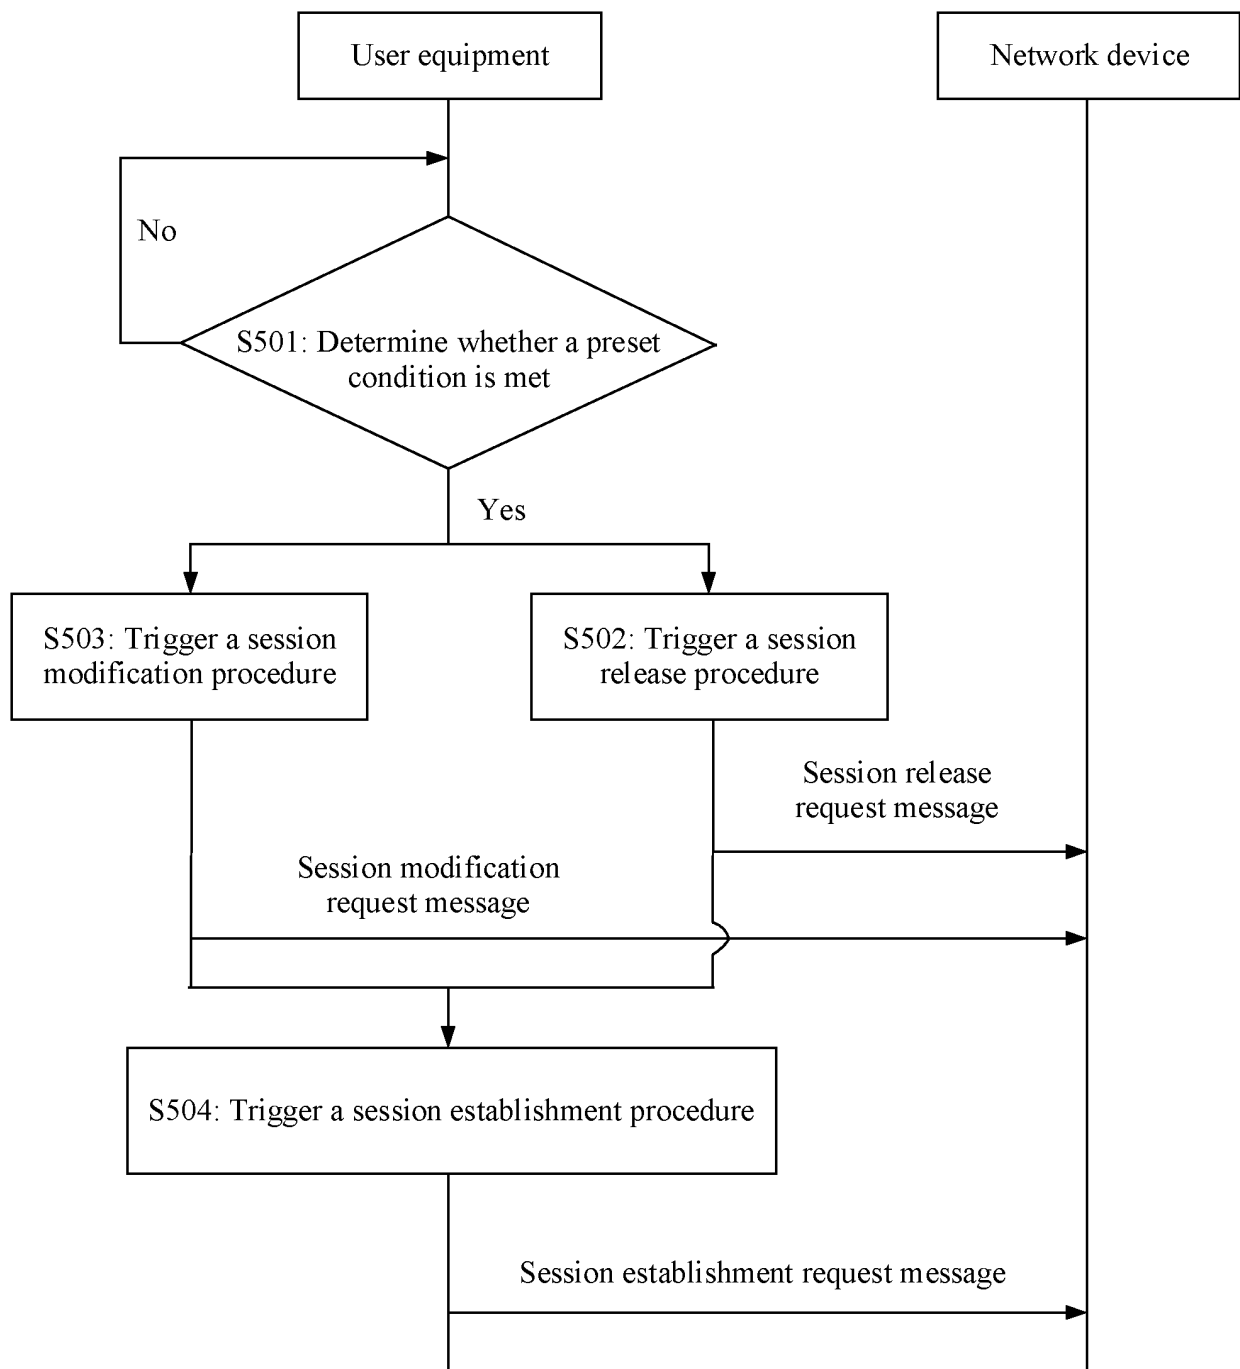 User equipment
Network device
No
S501: Determine whether a preset
condition is met
Yes
S503: Trigger a session
modification procedure
S502: Trigger a session
release procedure
Session release
request message
Session modification
request message
S504: Trigger a session establishment procedure
Session establishment request message